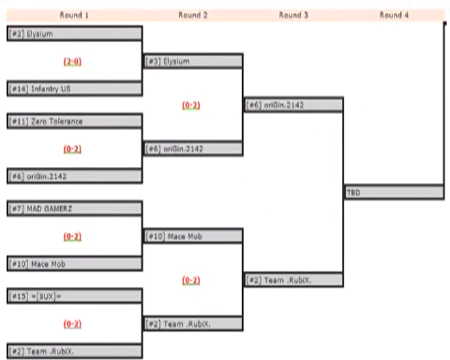 Round 1 Round 2 Round 3 Round 4
[#3] Elysium
(2-0)
[#14] Infantry US
[#11] Zero Tolerance
(0-2)
[#6] oriGin.2142
[#7] MAD GAMERZ
(0-2)
[#10] Mace Mob
[#15] =[SUX]=
(0-2)
[#2] Team .RubiX.
[#3] Elysium
(0-2)
[#6] oriGin.2142
[#10] Mace Mob
(0-2)
[#2] Team .RubiX.
[#6] oriGin.2142
[#2] Team .RubiX.
TBD